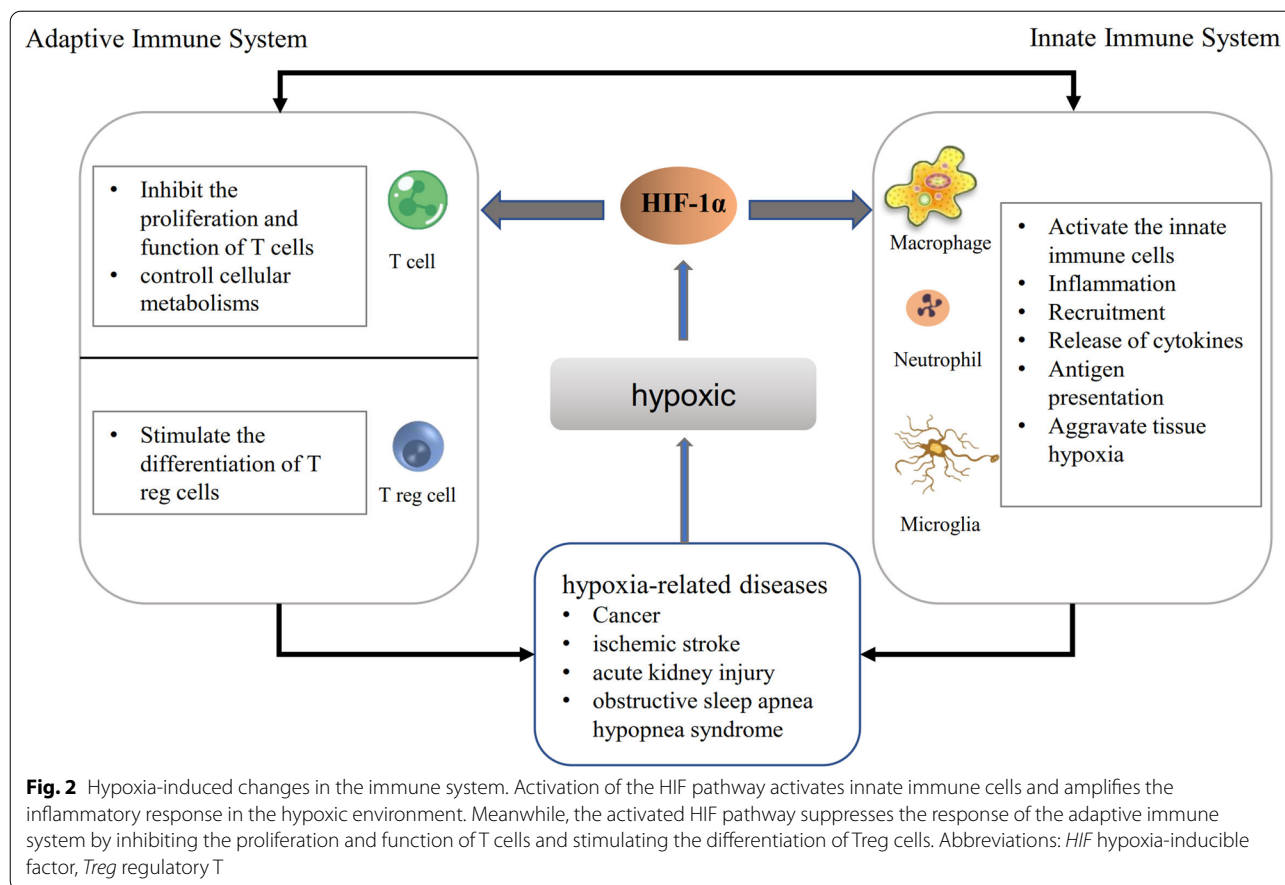 Adaptive Immune System
Innate Immune System
• Inhibit the
proliferation and
function of T cells
• controll cellular
metabolisms
T cell
• Stimulate the
differentiation of T
reg cells
T reg cell
HIF-1α
hypoxic
hypoxia-related diseases
• Cancer
• ischemic stroke
• acute kidney injury
• obstructive sleep apnea
hypopnea syndrome
Macrophage
Neutrophil
Microglia
• Activate the innate
immune cells
• Inflammation
• Recruitment
• Release of cytokines
• Antigen
presentation
• Aggravate tissue
hypoxia
Fig. 2 Hypoxia-induced changes in the immune system. Activation of the HIF pathway activates innate immune cells and amplifies the
inflammatory response in the hypoxic environment. Meanwhile, the activated HIF pathway suppresses the response of the adaptive immune
system by inhibiting the proliferation and function of T cells and stimulating the differentiation of Treg cells. Abbreviations: HIF hypoxia-inducible
factor, Treg regulatory T